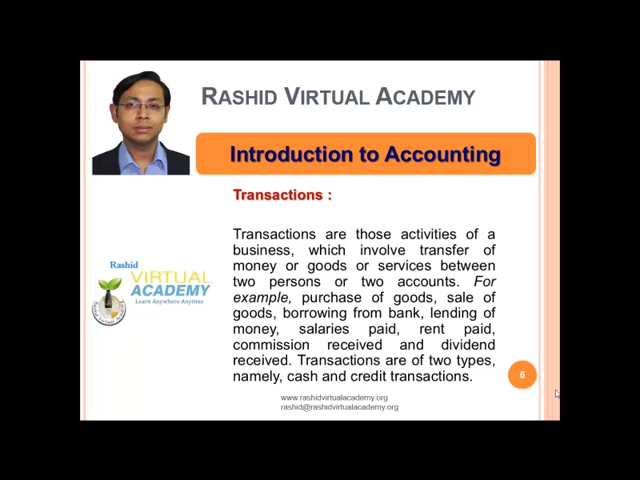 RASHID VIRTUAL ACADEMY
Introduction to Accounting
Transactions :
Transactions are those activities of a
business, which involve transfer of
money or goods or services between
two persons or two accounts. For
example, purchase of goods, sale of
goods, borrowing from bank, lending of
money, salaries paid, rent paid,
commission received and dividend
received. Transactions are of two types,
namely, cash and credit transactions.
Rashid
VIRTUAL
ACADEMY
Learn Anywhere Anytime
6
www.rashidvirtualacademy.org
rashid@rashidvirtualacademy.org